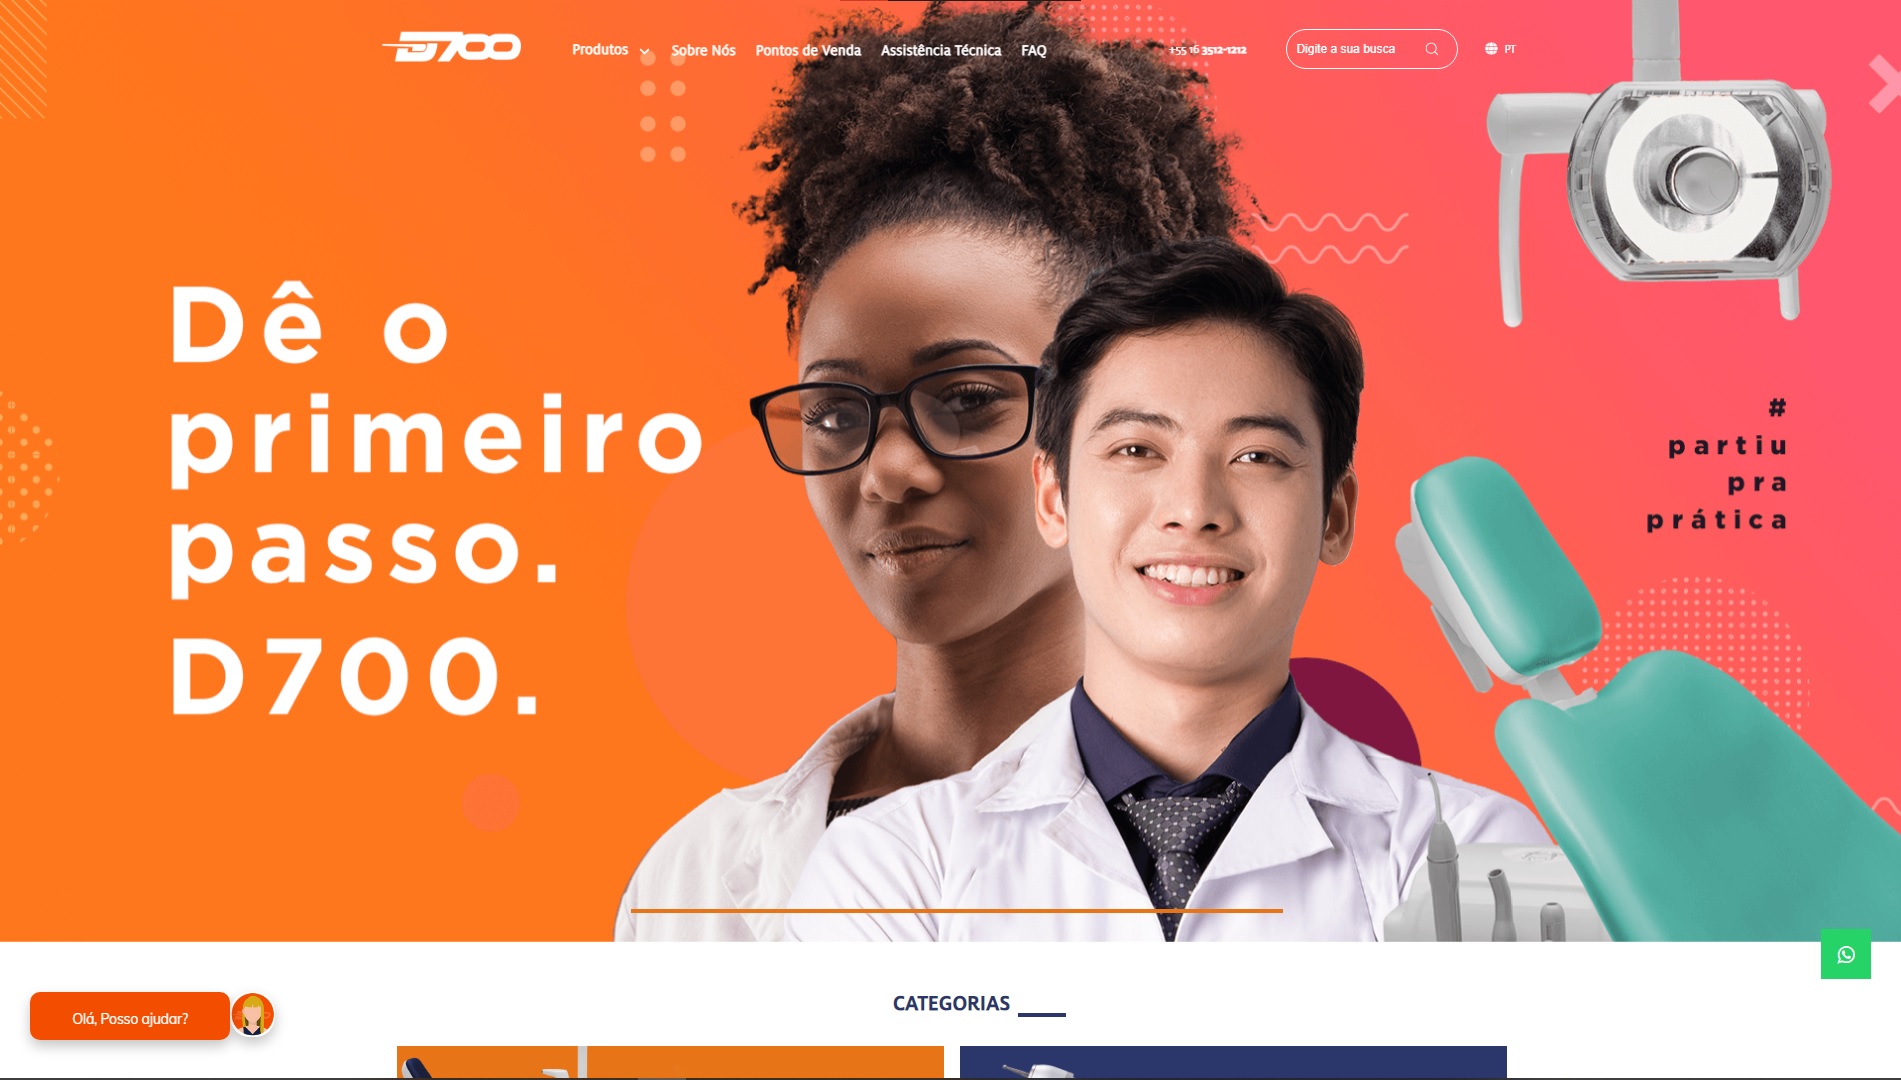 D700
Produtos
Sobre Nós
Pontos de Venda
Assistência Técnica
FAQ
+55 16 3512-1212
Digite a sua busca
PT
Dê o
primeiro
passo.
D700.
#
partiu
pra
prática
CATEGORIAS
Olá, Posso ajudar?